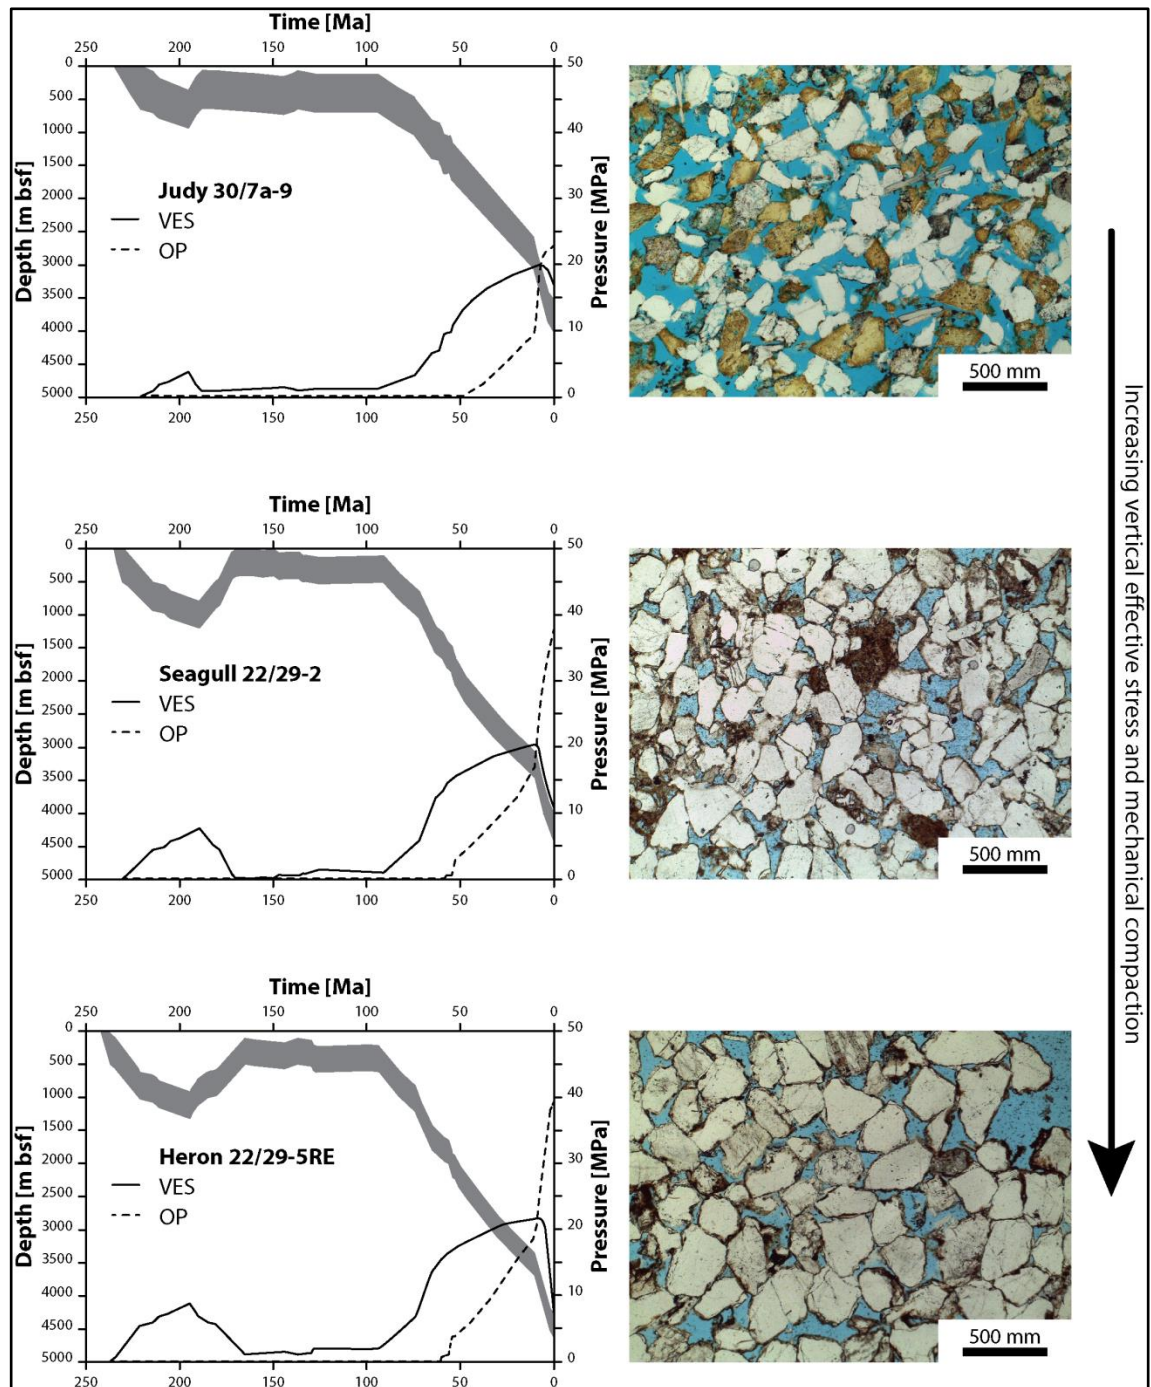 Time [Ma]
250 200 150 100 50 0
0 500 1000 1500 2000 2500 3000 3500 4000 4500 5000
Depth [m bsf]
Judy 30/7a-9
VES
OP
50 40 30 20 10 0
Pressure [MPa]
250 200 150 100 50 0
500 mm
Time [Ma]
250 200 150 100 50 0
0 500 1000 1500 2000 2500 3000 3500 4000 4500 5000
Depth [m bsf]
Seagull 22/29-2
VES
OP
50 40 30 20 10 0
Pressure [MPa]
250 200 150 100 50 0
500 mm
Time [Ma]
250 200 150 100 50 0
0 500 1000 1500 2000 2500 3000 3500 4000 4500 5000
Depth [m bsf]
Heron 22/29-5RE
VES
OP
50 40 30 20 10 0
Pressure [MPa]
250 200 150 100 50 0
500 mm
Increasing vertical effective stress and mechanical compaction